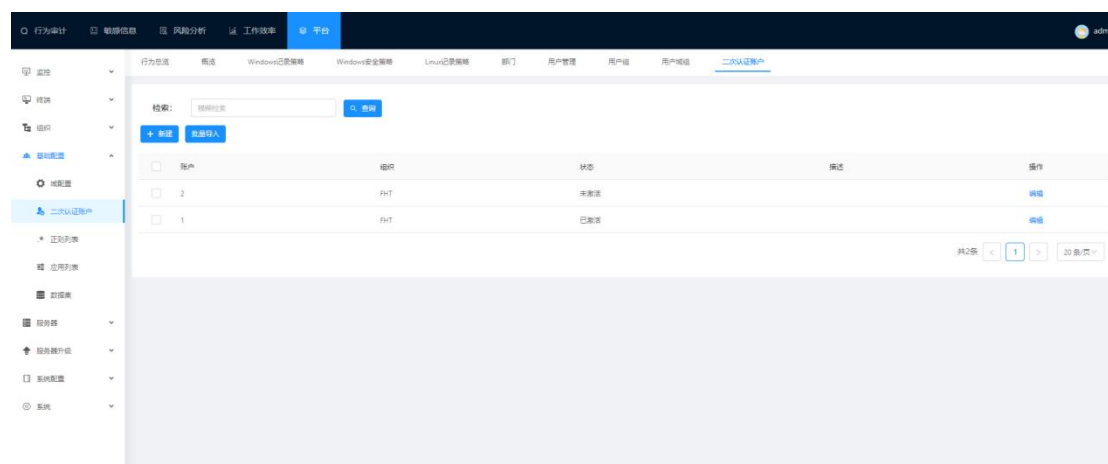 行为审计 敏感信息 风险分析 工作效率 平台 adm
行为总览 概览 Windows记录策略 Windows安全策略 Linux记录策略 部门 用户管理 用户组 用户域组 二次认证账户
监控
终端
组织
基础配置
域配置
二次认证账户
正则列表
应用列表
数据集
服务器
服务器升级
系统配置
系统
检索： 模糊检索 查询
+ 新建 批量导入
账户 组织 状态 描述 操作
2 FHT 未激活 编辑
1 FHT 已激活 编辑
共2条 < 1 > 20 条/页